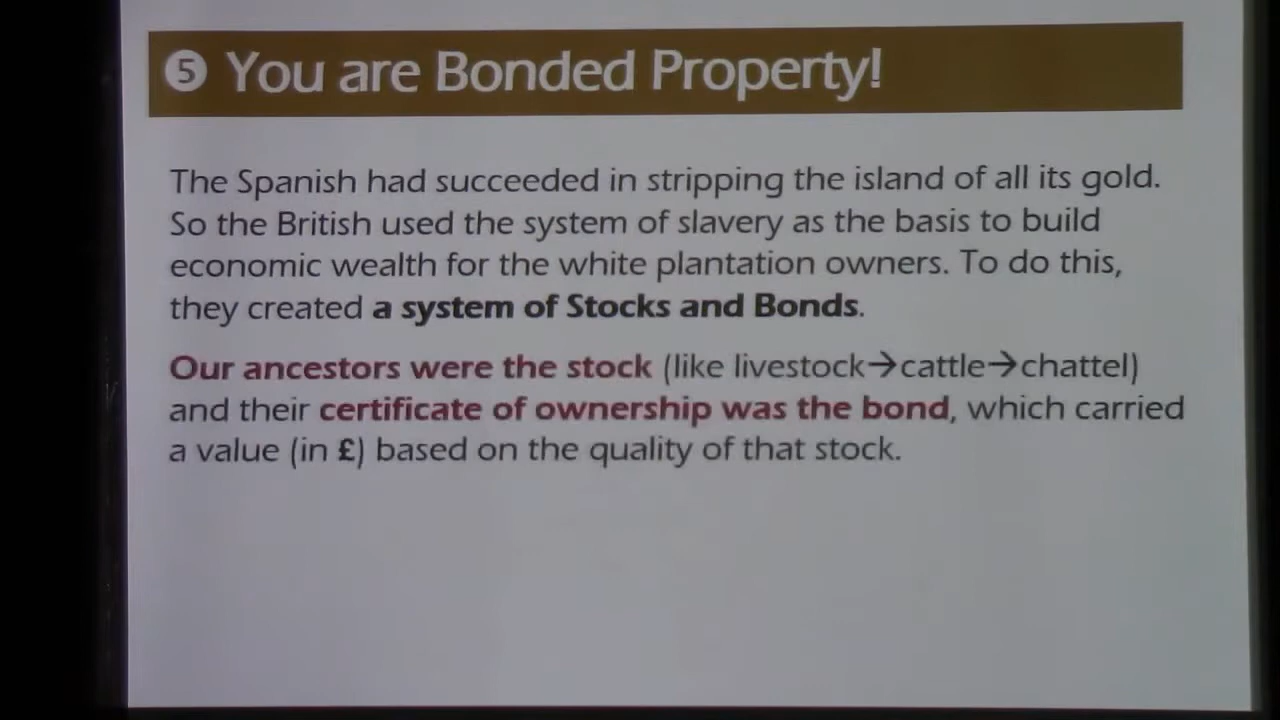 ❺ You are Bonded Property!
The Spanish had succeeded in stripping the island of all its gold.
So the British used the system of slavery as the basis to build
economic wealth for the white plantation owners. To do this,
they created a system of Stocks and Bonds.
Our ancestors were the stock (like livestock→cattle→chattel)
and their certificate of ownership was the bond, which carried
a value (in £) based on the quality of that stock.